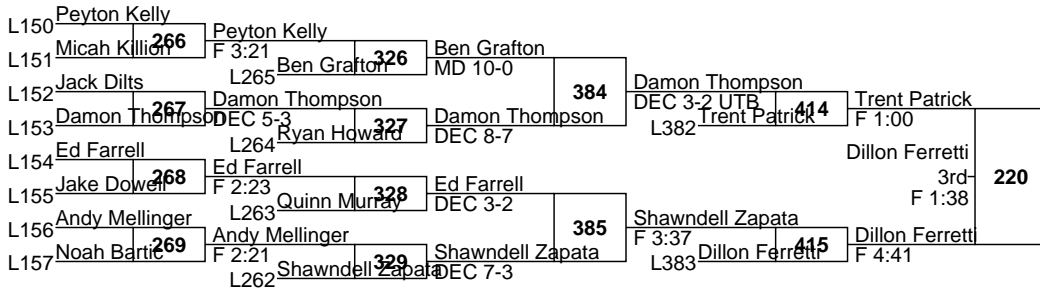 Peyton Kelly
L150
266
Peyton Kelly
Micah Killion
L151
F 3:21
326
Ben Grafton
Ben Grafton
L265
MD 10-0
Jack Dilts
L152
384
Damon Thompson
267
Damon Thompson
DEC 3-2 UTB
414
Trent Patrick
Damon Thompson
L153
DEC 5-3
327
Damon Thompson
Trent Patrick
L382
F 1:00
Ryan Howard
L264
DEC 8-7
Ed Farrell
L154
Dillon Ferretti
268
Ed Farrell
3rd
220
Jake Dowell
L155
F 2:23
328
Ed Farrell
F 1:38
Quinn Murray
L263
DEC 3-2
Andy Mellinger
L156
385
Shawndell Zapata
269
Andy Mellinger
F 3:37
415
Dillon Ferretti
Noah Bartic
L157
F 2:21
329
Shawndell Zapata
Dillon Ferretti
L383
F 4:41
Shawndell Zapata
L262
DEC 7-3